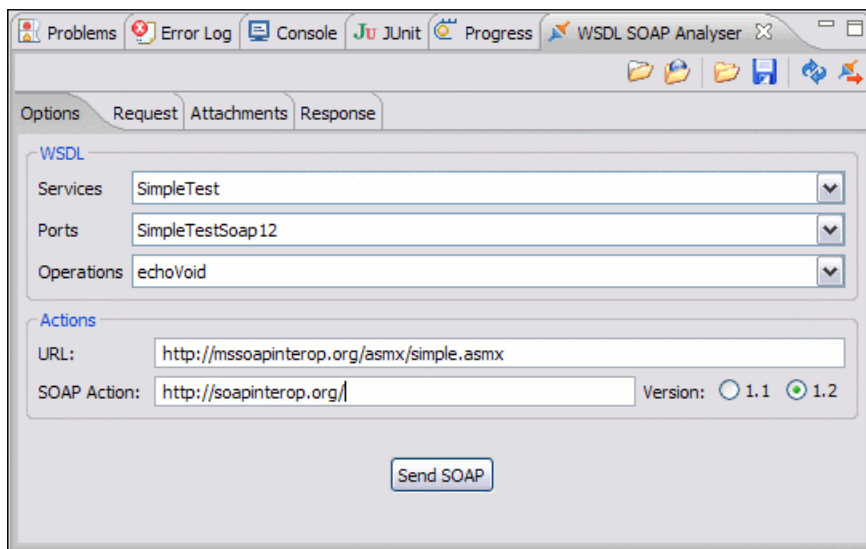 Problems Error Log Console Ju JUnit Progress WSDL SOAP Analyser
Options Request Attachments Response
WSDL
Services SimpleTest
Ports SimpleTestSoap12
Operations echoVoid
Actions
URL: http://mssoapinterop.org/asmx/simple.asmx
SOAP Action: http://soapinterop.org/ Version: 1.1 1.2
Send SOAP